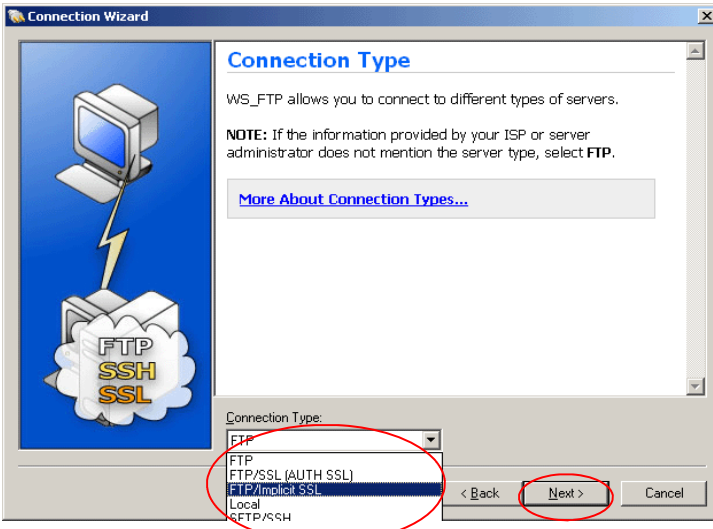 Connection Wizard
Connection Type
WS_FTP allows you to connect to different types of servers.
NOTE: If the information provided by your ISP or server
administrator does not mention the server type, select FTP.
More About Connection Types...
FTP
SSH
SSL
Connection Type:
FTP
FTP
FTP/SSL (AUTH SSL)
FTP/Implicit SSL
Local
SFTP/SSH
< Back
Next >
Cancel